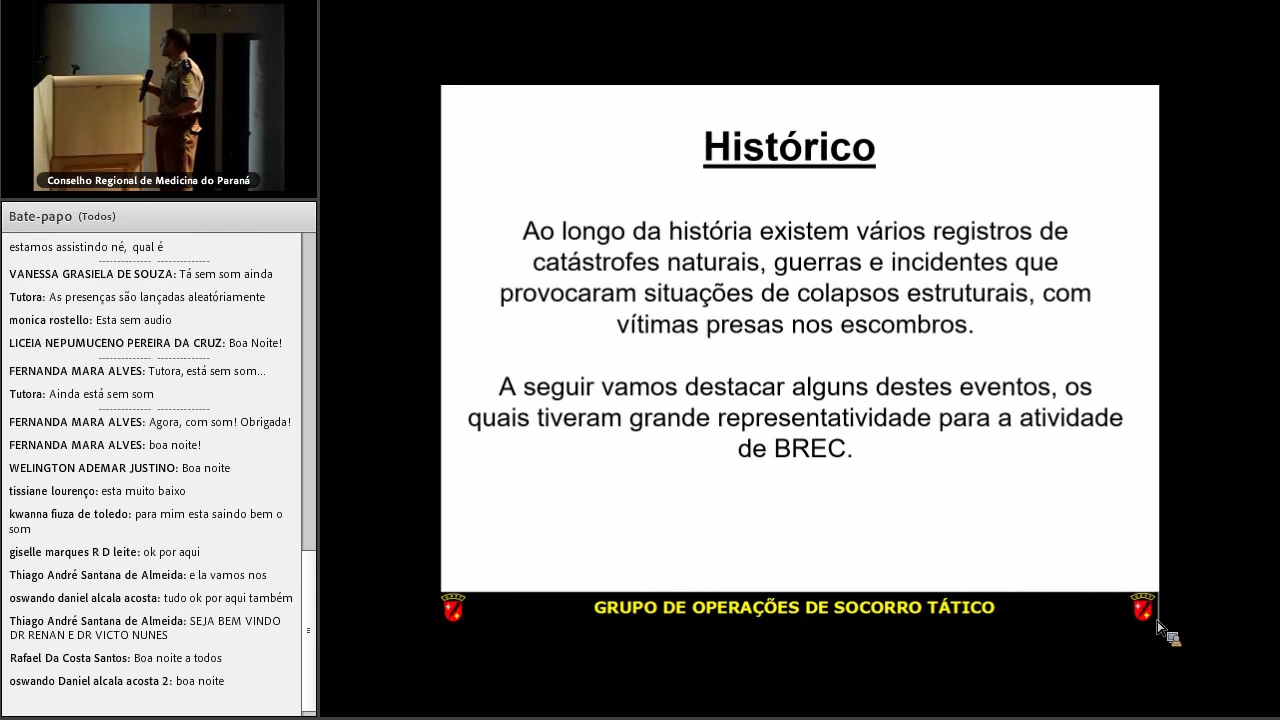 Conselho Regional de Medicina do Paraná
Bate-papo (Todos)
estamos assistindo né, qual é
-------------- --------------
VANESSA GRASIELA DE SOUZA: Tá sem som ainda
Tutora: As presenças são lançadas aleatóriamente
monica rostello: Esta sem audio
LICEIA NEPUMUCENO PEREIRA DA CRUZ: Boa Noite!
-------------- --------------
FERNANDA MARA ALVES: Tutora, está sem som...
Tutora: Ainda está sem som
-------------- --------------
FERNANDA MARA ALVES: Agora, com som! Obrigada!
FERNANDA MARA ALVES: boa noite!
WELINGTON ADEMAR JUSTINO: Boa noite
tissiane lourenço: esta muito baixo
kwanna fiuza de toledo: para mim esta saindo bem o
som
giselle marques R D leite: ok por aqui
Thiago André Santana de Almeida: e la vamos nos
oswando daniel alcala acosta: tudo ok por aqui também
Thiago André Santana de Almeida: SEJA BEM VINDO
DR RENAN E DR VICTO NUNES
Rafael Da Costa Santos: Boa noite a todos
oswando Daniel alcala acosta 2: boa noite
Histórico
Ao longo da história existem vários registros de
catástrofes naturais, guerras e incidentes que
provocaram situações de colapsos estruturais, com
vítimas presas nos escombros.
A seguir vamos destacar alguns destes eventos, os
quais tiveram grande representatividade para a atividade
de BREC.
GRUPO DE OPERAÇÕES DE SOCORRO TÁTICO